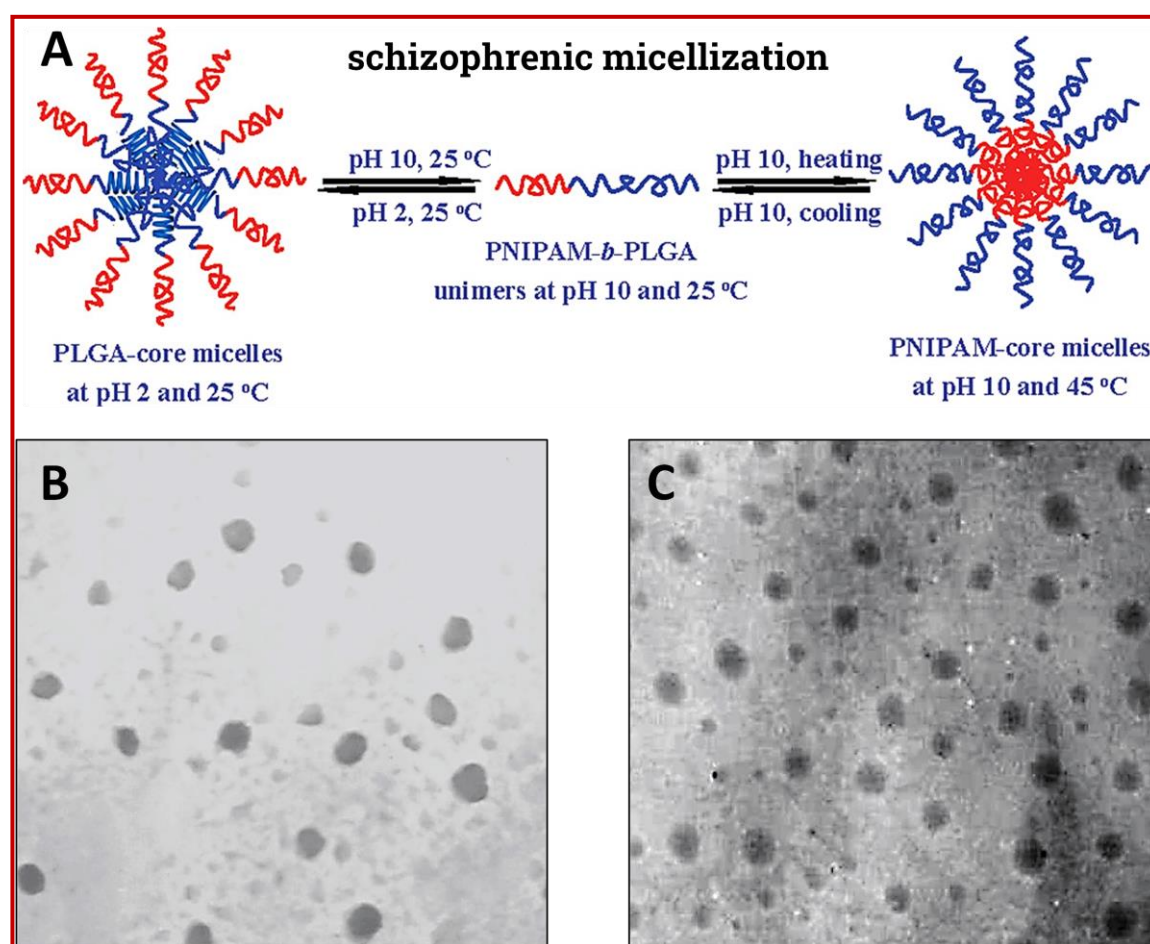 A
schizophrenic micellization
pH 10, 25 °C
pH 2, 25 °C
pH 10, heating
pH 10, cooling
PNIPAM-b-PLGA
unimers at pH 10 and 25 °C
PLGA-core micelles
at pH 2 and 25 °C
PNIPAM-core micelles
at pH 10 and 45 °C
B
C